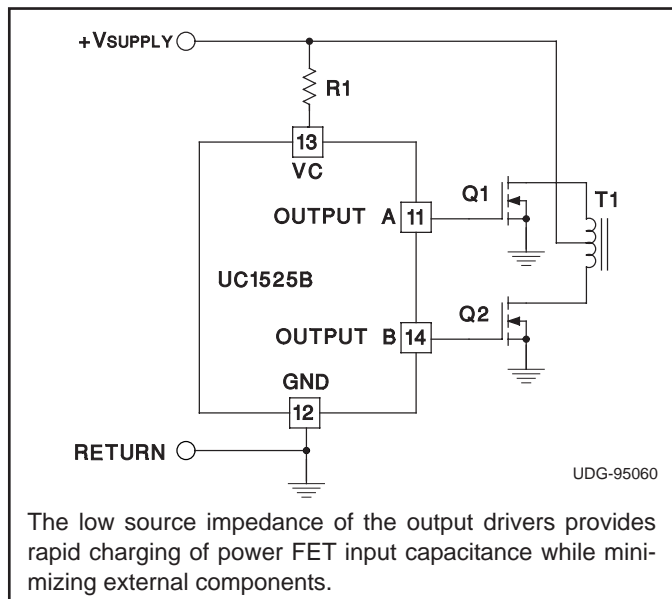 +VSUPPLY
R1
13
VC
Q1
T1
OUTPUT A 11
UC1525B
Q2
OUTPUT B 14
GND
12
RETURN
UDG-95060
The low source impedance of the output drivers provides
rapid charging of power FET input capacitance while mini-
mizing external components.